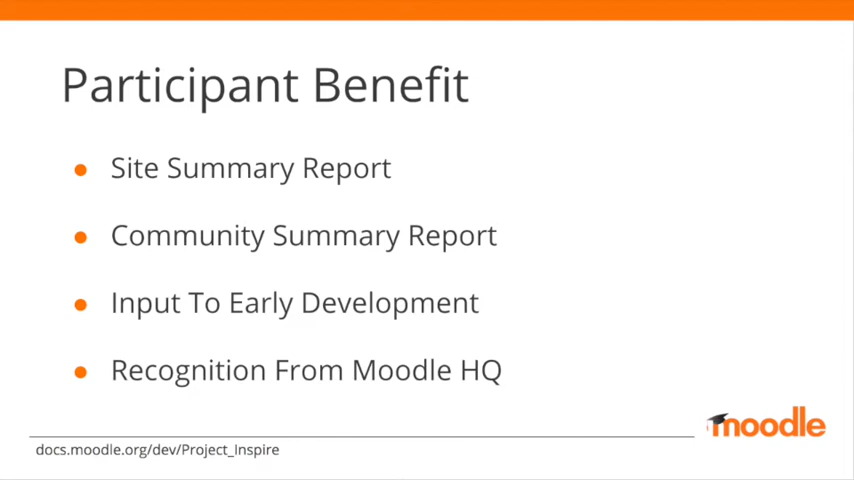 Participant Benefit
Site Summary Report
Community Summary Report
Input To Early Development
Recognition From Moodle HQ
moodle
docs.moodle.org/dev/Project_Inspire